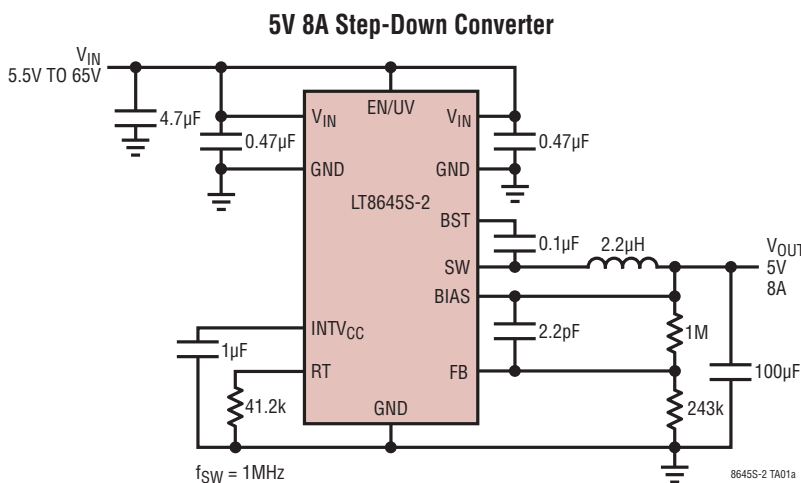 5V 8A Step-Down Converter
V_IN
5.5V TO 65V
4.7µF
0.47µF
V_IN
EN/UV
V_IN
0.47µF
GND
GND
LT8645S-2
BST
0.1µF
2.2µH
SW
V_OUT
5V
8A
BIAS
INTV_CC
2.2pF
1M
1µF
RT
FB
100µF
41.2k
GND
243k
f_SW = 1MHz
8645S-2 TA01a